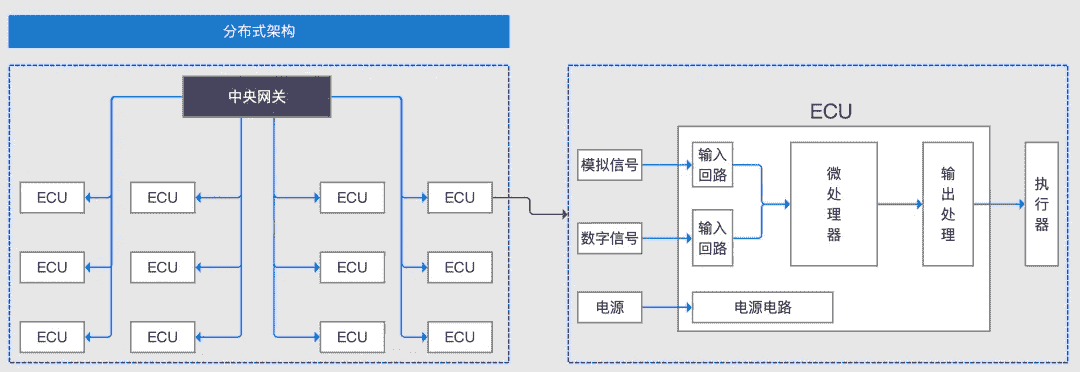 分布式架构
中央网关
ECU
ECU
ECU
ECU
ECU
ECU
ECU
ECU
ECU
ECU
ECU
ECU
ECU
模拟信号
输入
回路
微
处
理
器
输
出
处
理
执
行
器
数字信号
输入
回路
电源
电源电路